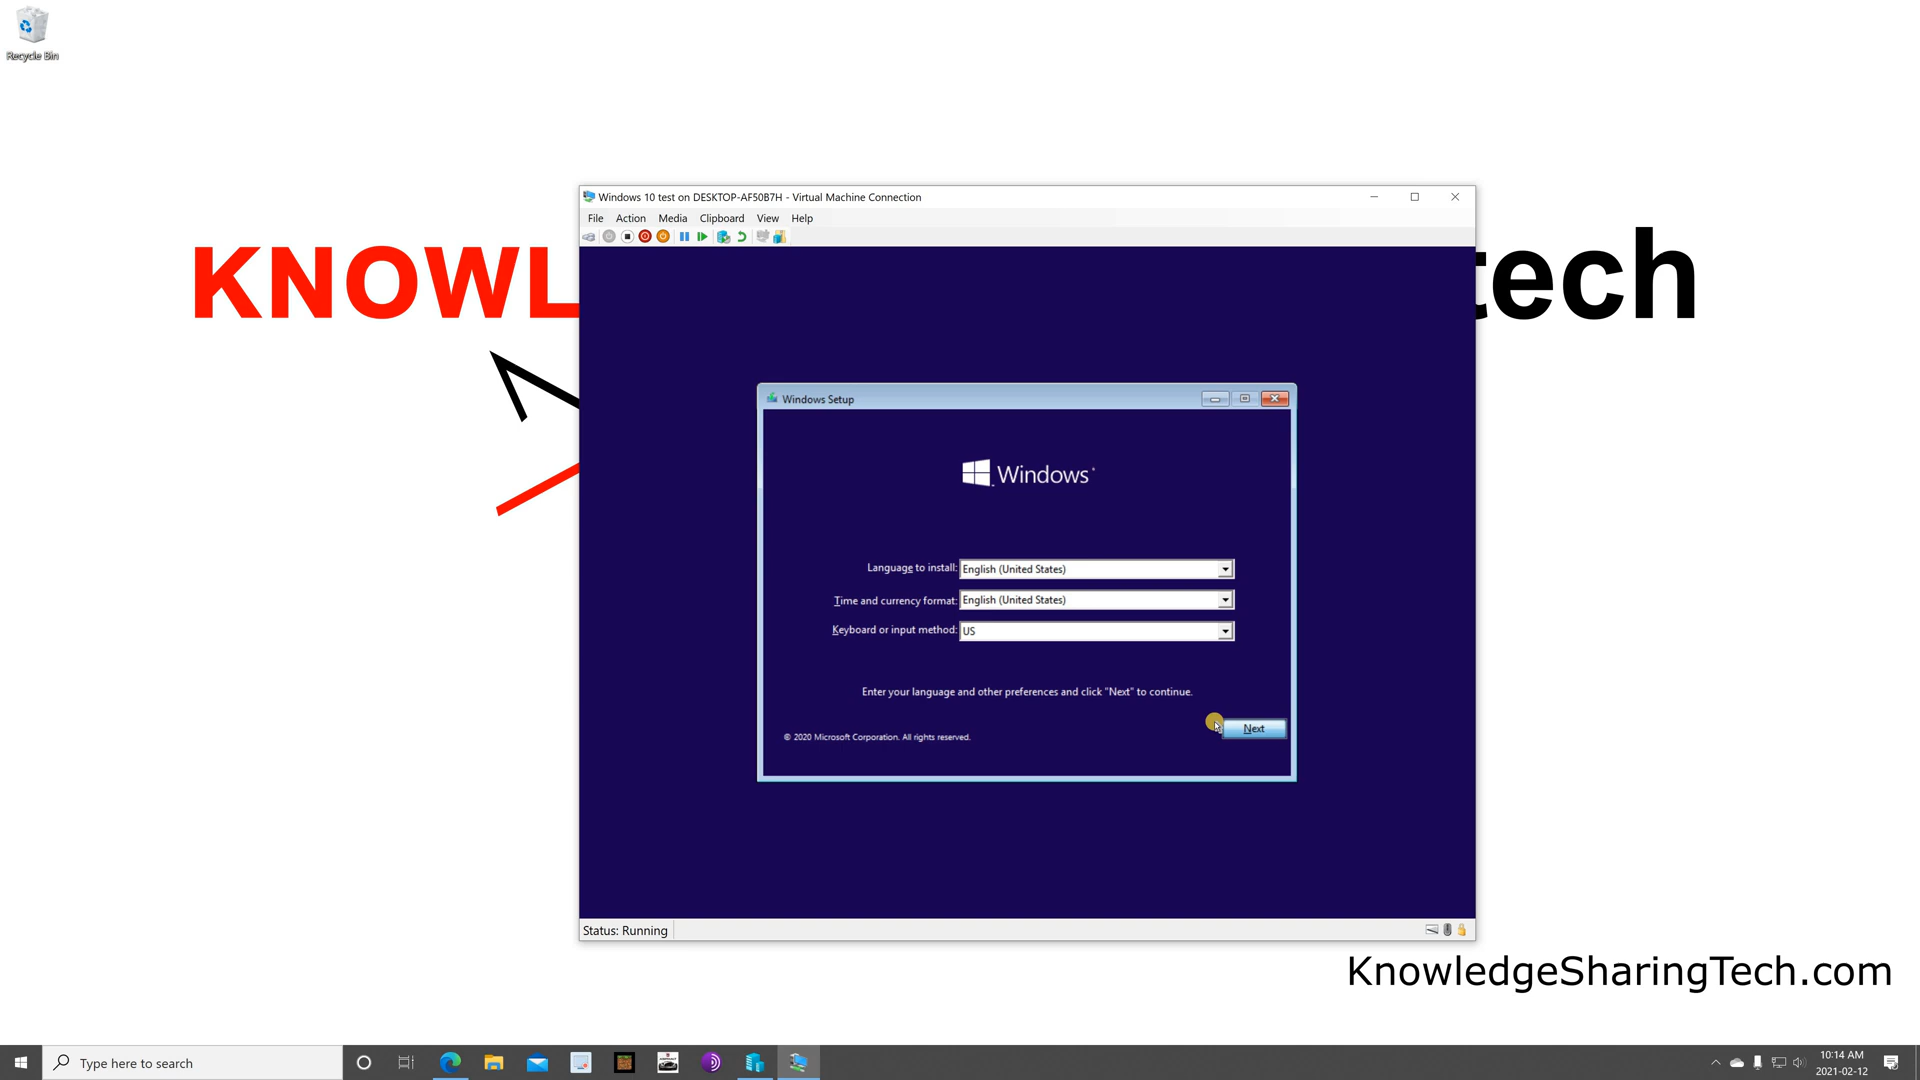 Recycle Bin
Windows 10 test on DESKTOP-AF50B7H - Virtual Machine Connection
File Action Media Clipboard View Help
KNOWL
tech
Windows Setup
Windows
Language to install: English (United States)
Time and currency format: English (United States)
Keyboard or input method: US
Enter your language and other preferences and click "Next" to continue.
Next
© 2020 Microsoft Corporation. All rights reserved.
Status: Running
KnowledgeSharingTech.com
Type here to search
10:14 AM
2021-02-12